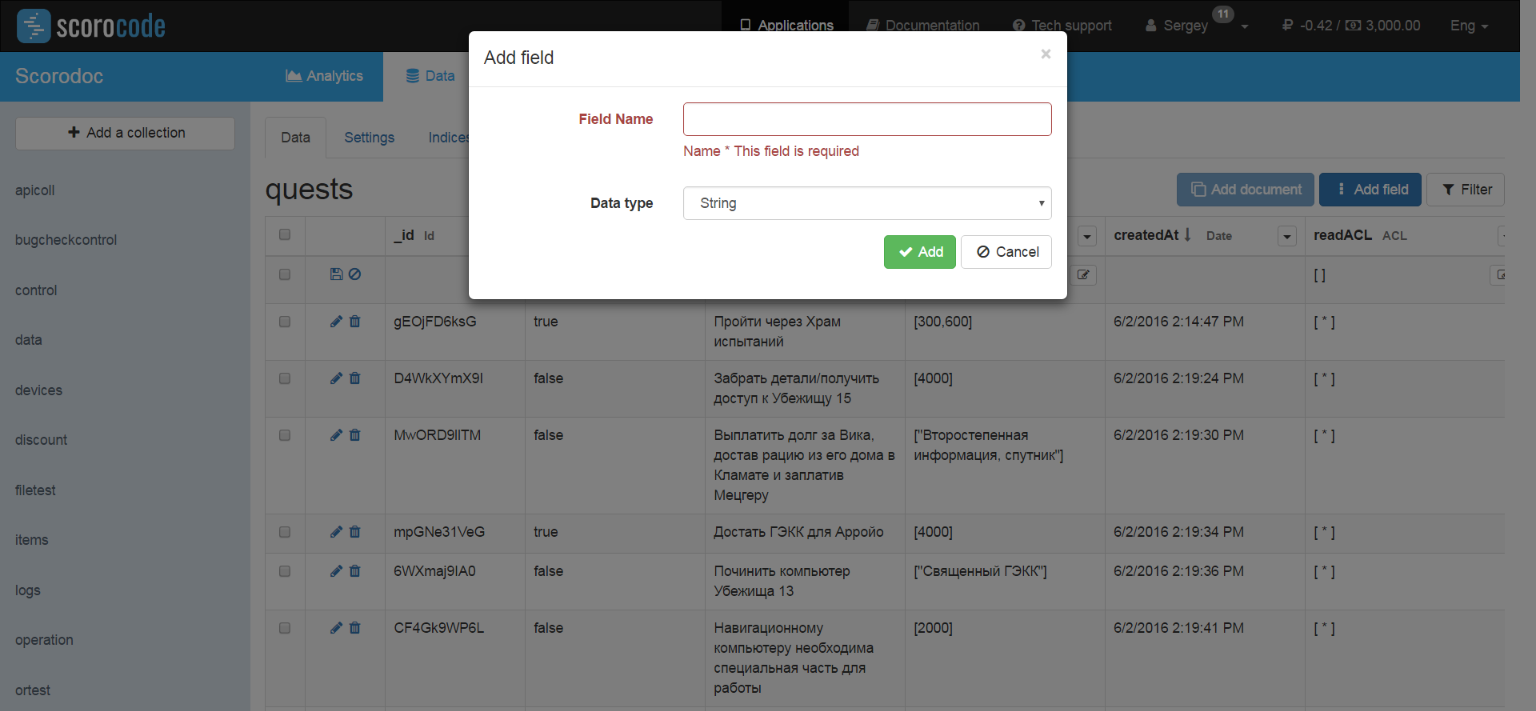 scorocode
Applications
Documentation
Tech support
Sergey 11
-0.42 / 3,000.00
Eng
Scorodoc
Analytics
Data
Add field
×
Field Name
Name * This field is required
Data type
String
Add
Cancel
Add a collection
apicoll
bugcheckcontrol
control
data
devices
discount
filetest
items
logs
operation
ortest
Data
Settings
Indices
quests
Add document
Add field
Filter
_id Id
createdAt Date
readACL ACL
[ ]
gEOjFD6ksG
true
Пройти через Храм
испытаний
[300,600]
6/2/2016 2:14:47 PM
[ * ]
D4WkXYmX9I
false
Забрать детали/получить
доступ к Убежищу 15
[4000]
6/2/2016 2:19:24 PM
[ * ]
MwORD9lITM
false
Выплатить долг за Вика,
достав рацию из его дома в
Кламате и заплатив
Мецгеру
["Второстепенная
информация, спутник"]
6/2/2016 2:19:30 PM
[ * ]
mpGNe31VeG
true
Достать ГЭКК для Арройо
[4000]
6/2/2016 2:19:34 PM
[ * ]
6WXmaj9IA0
false
Починить компьютер
Убежища 13
["Священный ГЭКК"]
6/2/2016 2:19:36 PM
[ * ]
CF4Gk9WP6L
false
Навигационному
компьютеру необходима
специальная часть для
работы
[2000]
6/2/2016 2:19:41 PM
[ * ]